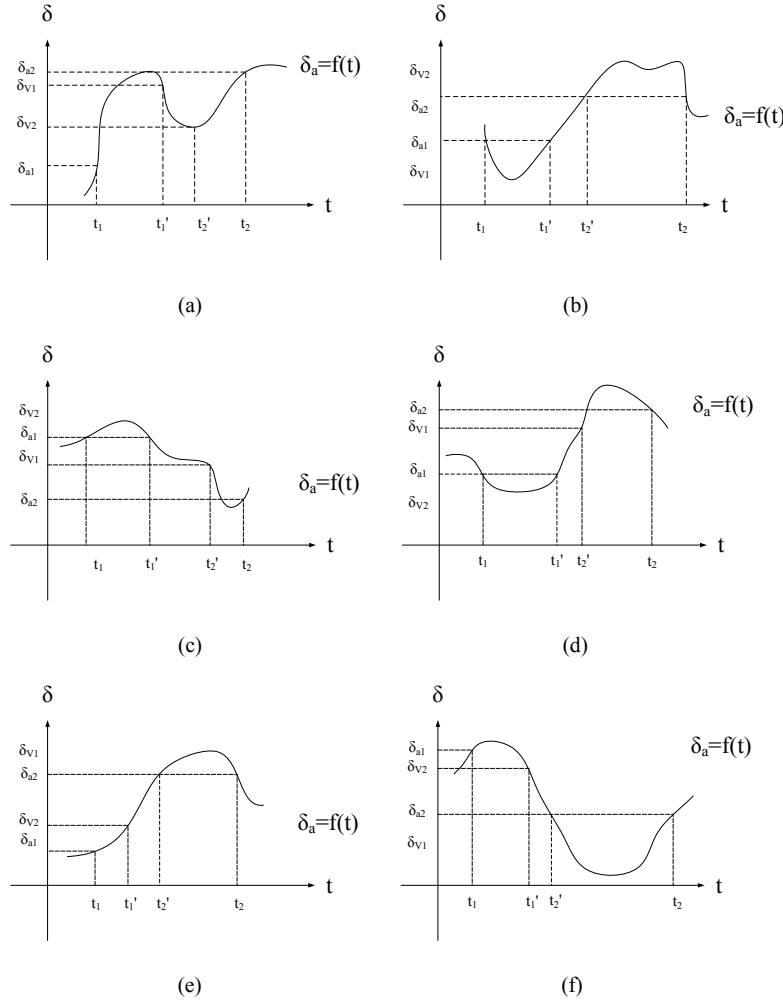 δ
δa2
δV1
δV2
δa1
δa=f(t)
t
t1
t1'
t2'
t2
(a)
δ
δV2
δa2
δa1
δV1
δa=f(t)
t
t1
t1'
t2'
t2
(b)
δ
δV2
δa1
δV1
δa2
δa=f(t)
t
t1
t1'
t2'
t2
(c)
δ
δa2
δV1
δa1
δV2
δa=f(t)
t
t1
t1'
t2'
t2
(d)
δ
δV1
δa2
δV2
δa1
δa=f(t)
t
t1
t1'
t2'
t2
(e)
δ
δa1
δV2
δa2
δV1
δa=f(t)
t
t1
t1'
t2'
t2
(f)